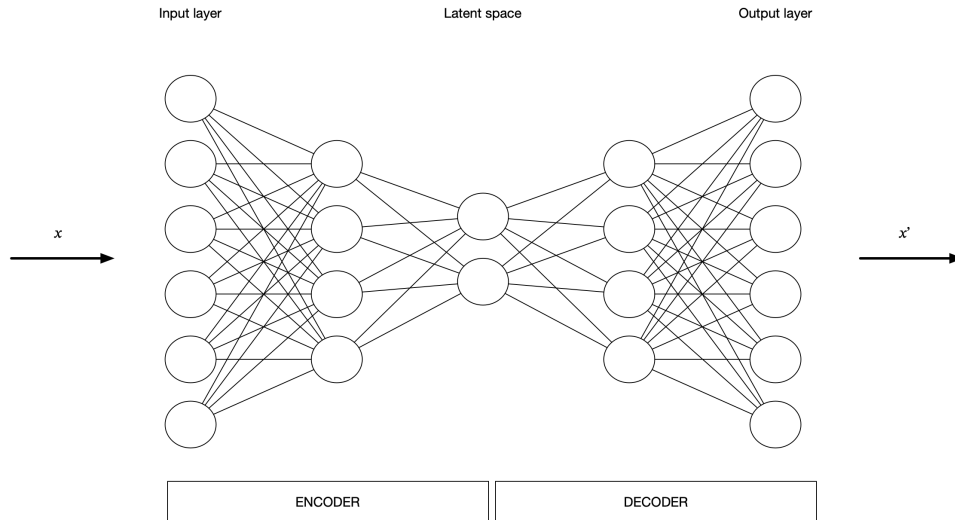 Input layer
Latent space
Output layer
x
x’
ENCODER
DECODER